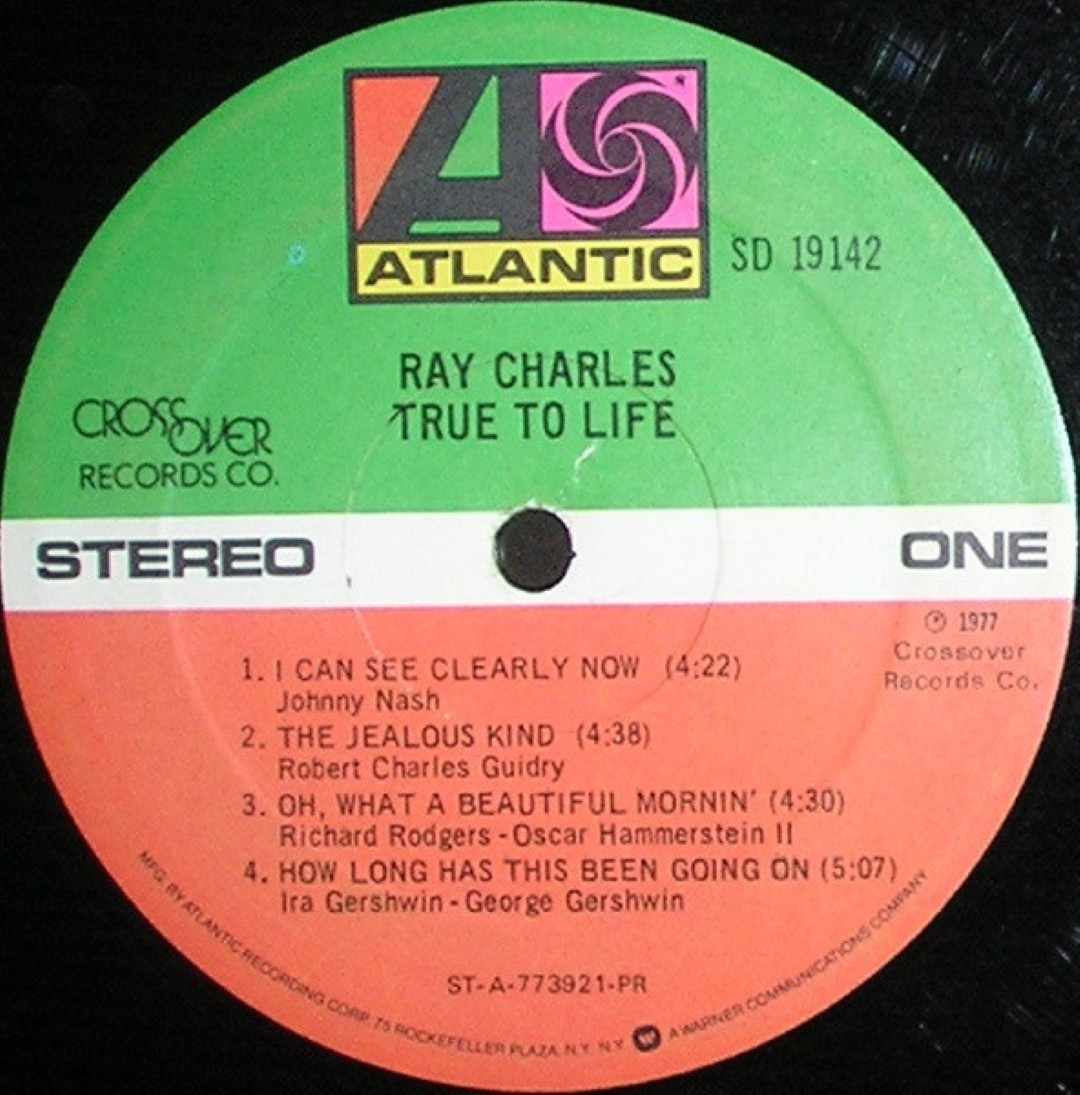 ATLANTIC
SD 19142
RAY CHARLES
TRUE TO LIFE
CROSSOVER
RECORDS CO.
STEREO
ONE
℗ 1977
Crossover
Records Co.
1. I CAN SEE CLEARLY NOW (4:22)
Johnny Nash
2. THE JEALOUS KIND (4:38)
Robert Charles Guidry
3. OH, WHAT A BEAUTIFUL MORNIN' (4:30)
Richard Rodgers - Oscar Hammerstein II
4. HOW LONG HAS THIS BEEN GOING ON (5:07)
Ira Gershwin - George Gershwin
ST-A-773921-PR
MFG. BY ATLANTIC RECORDING CORP. 75 ROCKEFELLER PLAZA, N.Y. N.Y. A WARNER COMMUNICATIONS COMPANY